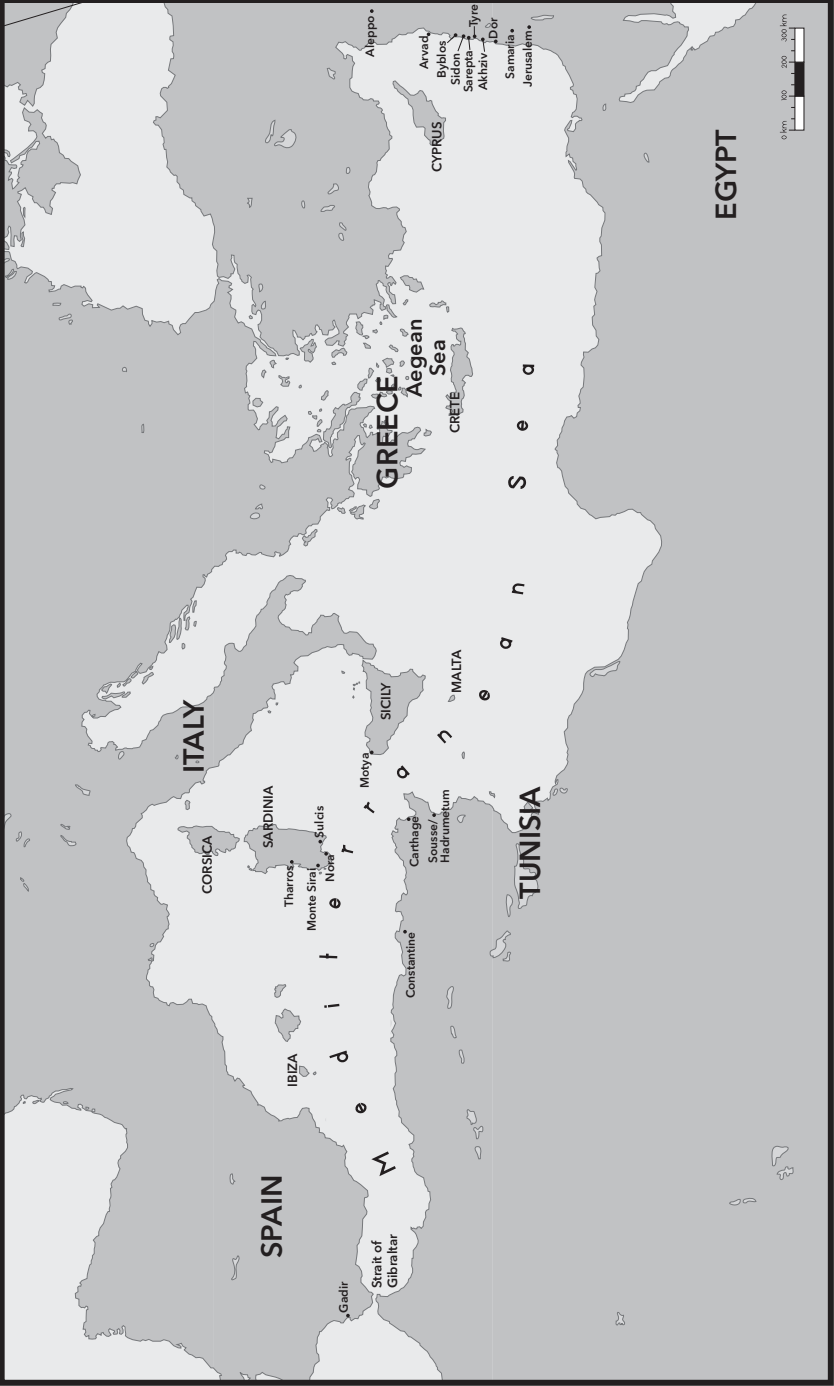 SPAIN
Gadir
Strait of
Gibraltar
IBIZA
CORSICA
SARDINIA
Tharros
Monte Sirai
Nora
Sulcis
ITALY
Motya
SICILY
MALTA
Mediterranean Sea
Constantine
Carthage
Sousse/
Hadrumetum
TUNISIA
GREECE
Aegean
Sea
CRETE
CYPRUS
Aleppo
Arvad
Byblos
Sidon
Sarepta
Tyre
Akhziv
Dor
Samaria
Jerusalem
EGYPT
0 km 100 200 300 km